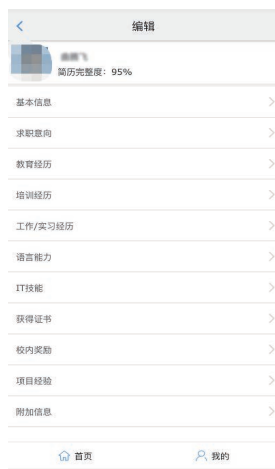 编辑
简历完整度：95%
基本信息
求职意向
教育经历
培训经历
工作/实习经历
语言能力
IT技能
获得证书
校内奖励
项目经验
附加信息
首页
我的